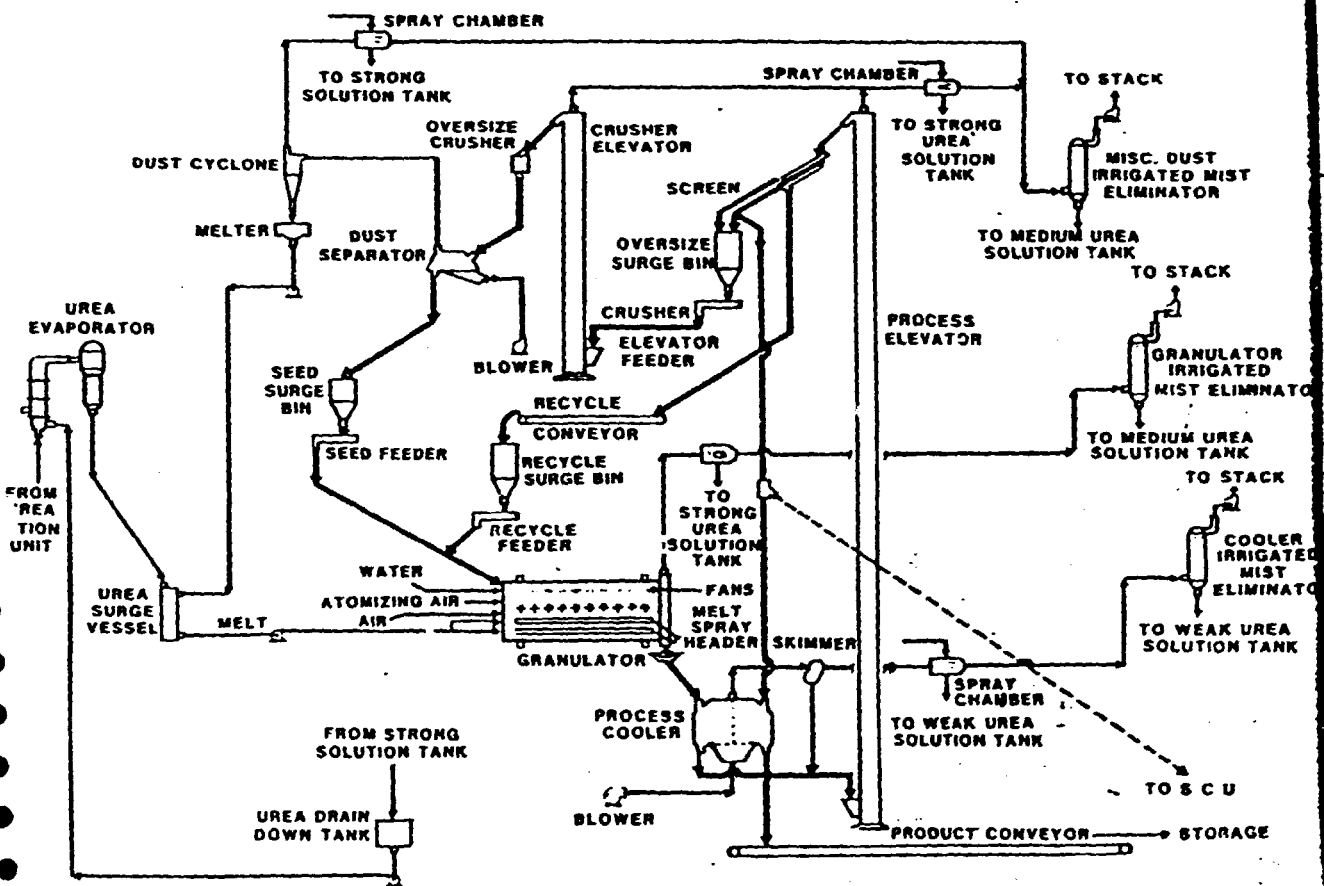 SPRAY CHAMBER
TO STRONG
SOLUTION TANK
SPRAY CHAMBER
TO STRONG
UREA
SOLUTION
TANK
TO STACK
MISC. DUST
IRRIGATED MIST
ELIMINATOR
TO MEDIUM UREA
SOLUTION TANK
OVERSIZE
CRUSHER
CRUSHER
ELEVATOR
DUST CYCLONE
SCREEN
MELTER
DUST
SEPARATOR
OVERSIZE
SURGE BIN
TO STACK
UREA
EVAPORATOR
CRUSHER
ELEVATOR
FEEDER
PROCESS
ELEVATOR
BLOWER
GRANULATOR
IRRIGATED
MIST ELIMINATO
SEED
SURGE
BIN
RECYCLE
CONVEYOR
TO MEDIUM UREA
SOLUTION TANK
SEED FEEDER
RECYCLE
SURGE BIN
TO STACK
FROM
REA
TION
UNIT
TO
STRONG
UREA
SOLUTION
TANK
RECYCLE
FEEDER
COOLER
IRRIGATED
MIST
ELIMINATO
WATER
ATOMIZING AIR
AIR
FANS
MELT
SPRAY
HEADER
UREA
SURGE
VESSEL
MELT
GRANULATOR
SKIMMER
TO WEAK UREA
SOLUTION TANK
SPRAY
CHAMBER
PROCESS
COOLER
TO WEAK UREA
SOLUTION TANK
FROM STRONG
SOLUTION TANK
TO S C U
UREA DRAIN
DOWN TANK
BLOWER
PRODUCT CONVEYOR
STORAGE